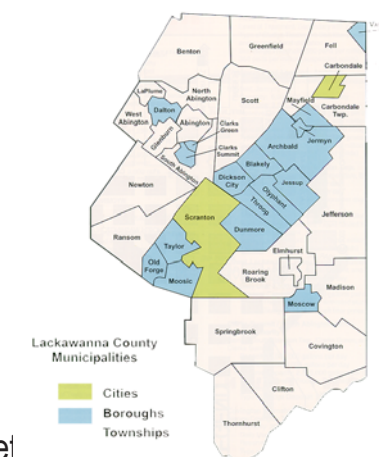 Benton
Greenfield
Fell
Carbondale
LaPlume
North
Abington
Scott
Mayfield
Carbondale
Twp.
Dalton
West
Abington
Abington
Clarks
Green
Glenburn
Clarks
Summit
South Abington
Archbald
Jermyn
Blakely
Dickson
City
Jessup
Olyphant
Throop
Newton
Scranton
Jefferson
Ransom
Dunmore
Taylor
Elmhurst
Old
Forge
Moosic
Roaring
Brook
Madison
Moscow
Springbrook
Covington
Clifton
Thornhurst
Lackawanna County
Municipalities
Cities
Boroughs
Townships